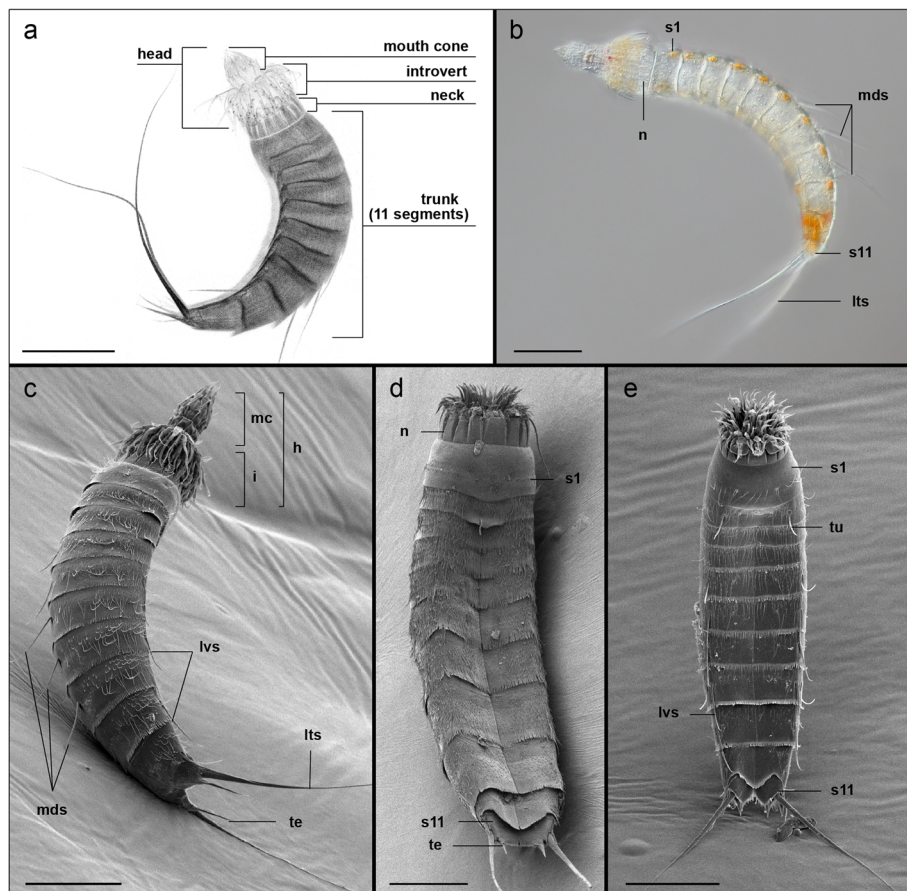 a
head
mouth cone
introvert
neck
trunk
(11 segments)
b
s1
mds
n
s11
lts
c
mc
h
i
lvs
lts
mds
te
d
n
s1
s11
te
e
s1
tu
lvs
s11